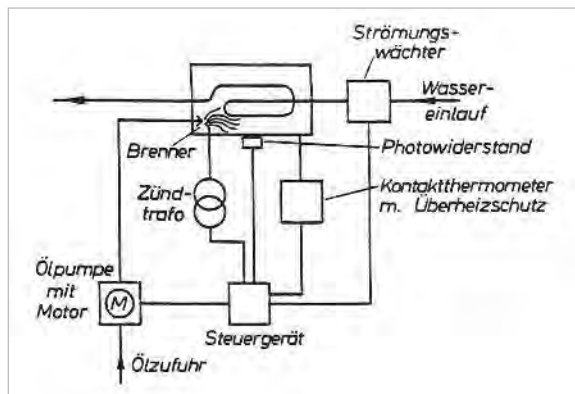 Strömungs-
wächter
Wasser-
einlauf
Brenner
Photowiderstand
Zünd-
trafo
Kontaktthermometer
m. Überheizschutz
Ölpumpe
mit
Motor
M
Steuergerät
Ölzufuhr